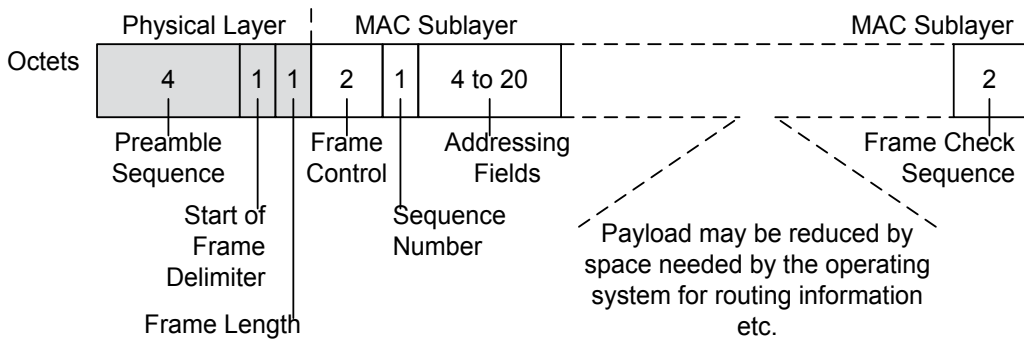 Physical Layer
MAC Sublayer
MAC Sublayer
Octets
4
1
1
2
1
4 to 20
2
Preamble
Sequence
Frame
Control
Addressing
Fields
Frame Check
Sequence
Start of
Frame
Delimiter
Sequence
Number
Frame Length
Payload may be reduced by
space needed by the operating
system for routing information
etc.